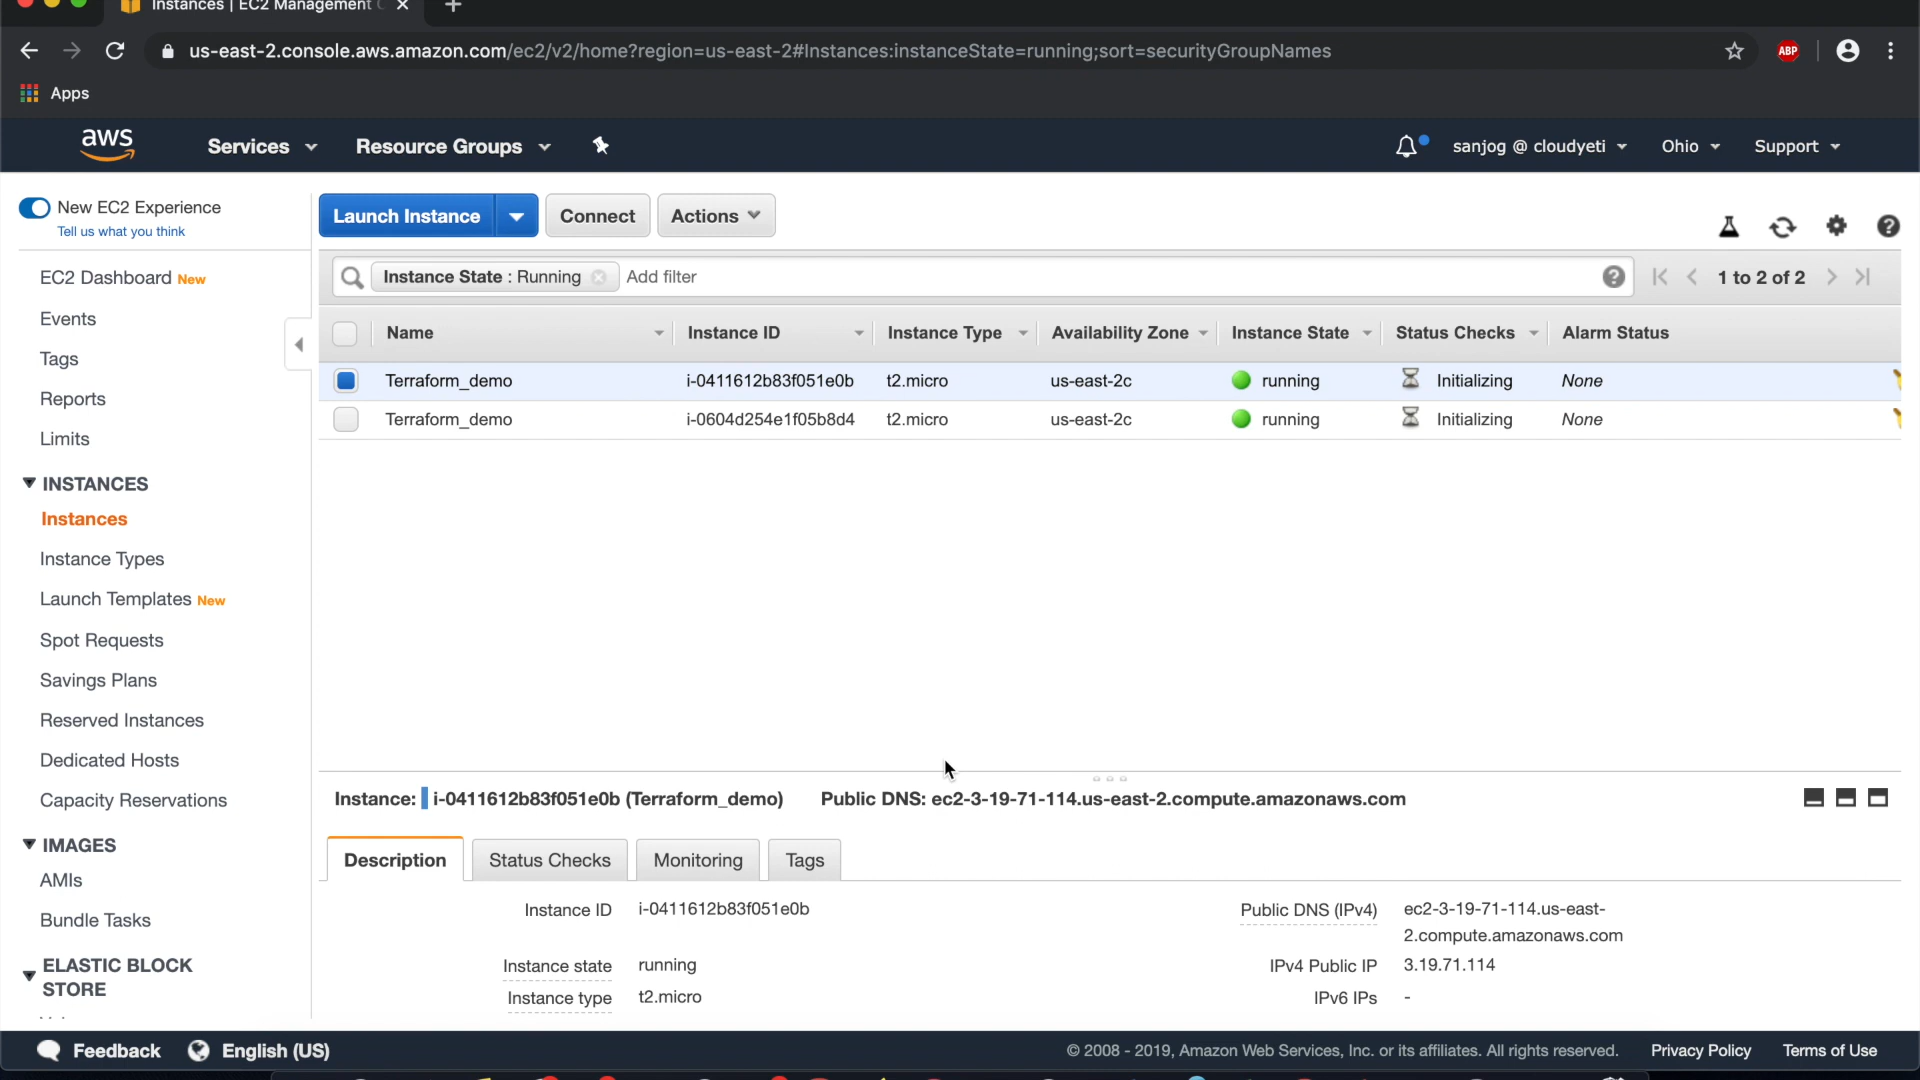 Instances | EC2 Management
us-east-2.console.aws.amazon.com/ec2/v2/home?region=us-east-2#Instances:instanceState=running;sort=securityGroupNames
ABP
Apps
aws
Services
Resource Groups
sanjog @ cloudyeti
Ohio
Support
New EC2 Experience
Tell us what you think
EC2 Dashboard New
Events
Tags
Reports
Limits
INSTANCES
Instances
Instance Types
Launch Templates New
Spot Requests
Savings Plans
Reserved Instances
Dedicated Hosts
Capacity Reservations
IMAGES
AMIs
Bundle Tasks
ELASTIC BLOCK
STORE
Launch Instance
Connect
Actions
Instance State : Running
Add filter
1 to 2 of 2
Name Instance ID Instance Type Availability Zone Instance State Status Checks Alarm Status
Terraform_demo i-0411612b83f051e0b t2.micro us-east-2c running Initializing None
Terraform_demo i-0604d254e1f05b8d4 t2.micro us-east-2c running Initializing None
Instance: i-0411612b83f051e0b (Terraform_demo) Public DNS: ec2-3-19-71-114.us-east-2.compute.amazonaws.com
Description Status Checks Monitoring Tags
Instance ID i-0411612b83f051e0b
Instance state running
Instance type t2.micro
Public DNS (IPv4) ec2-3-19-71-114.us-east-
2.compute.amazonaws.com
IPv4 Public IP 3.19.71.114
IPv6 IPs -
Feedback
English (US)
© 2008 - 2019, Amazon Web Services, Inc. or its affiliates. All rights reserved.
Privacy Policy
Terms of Use